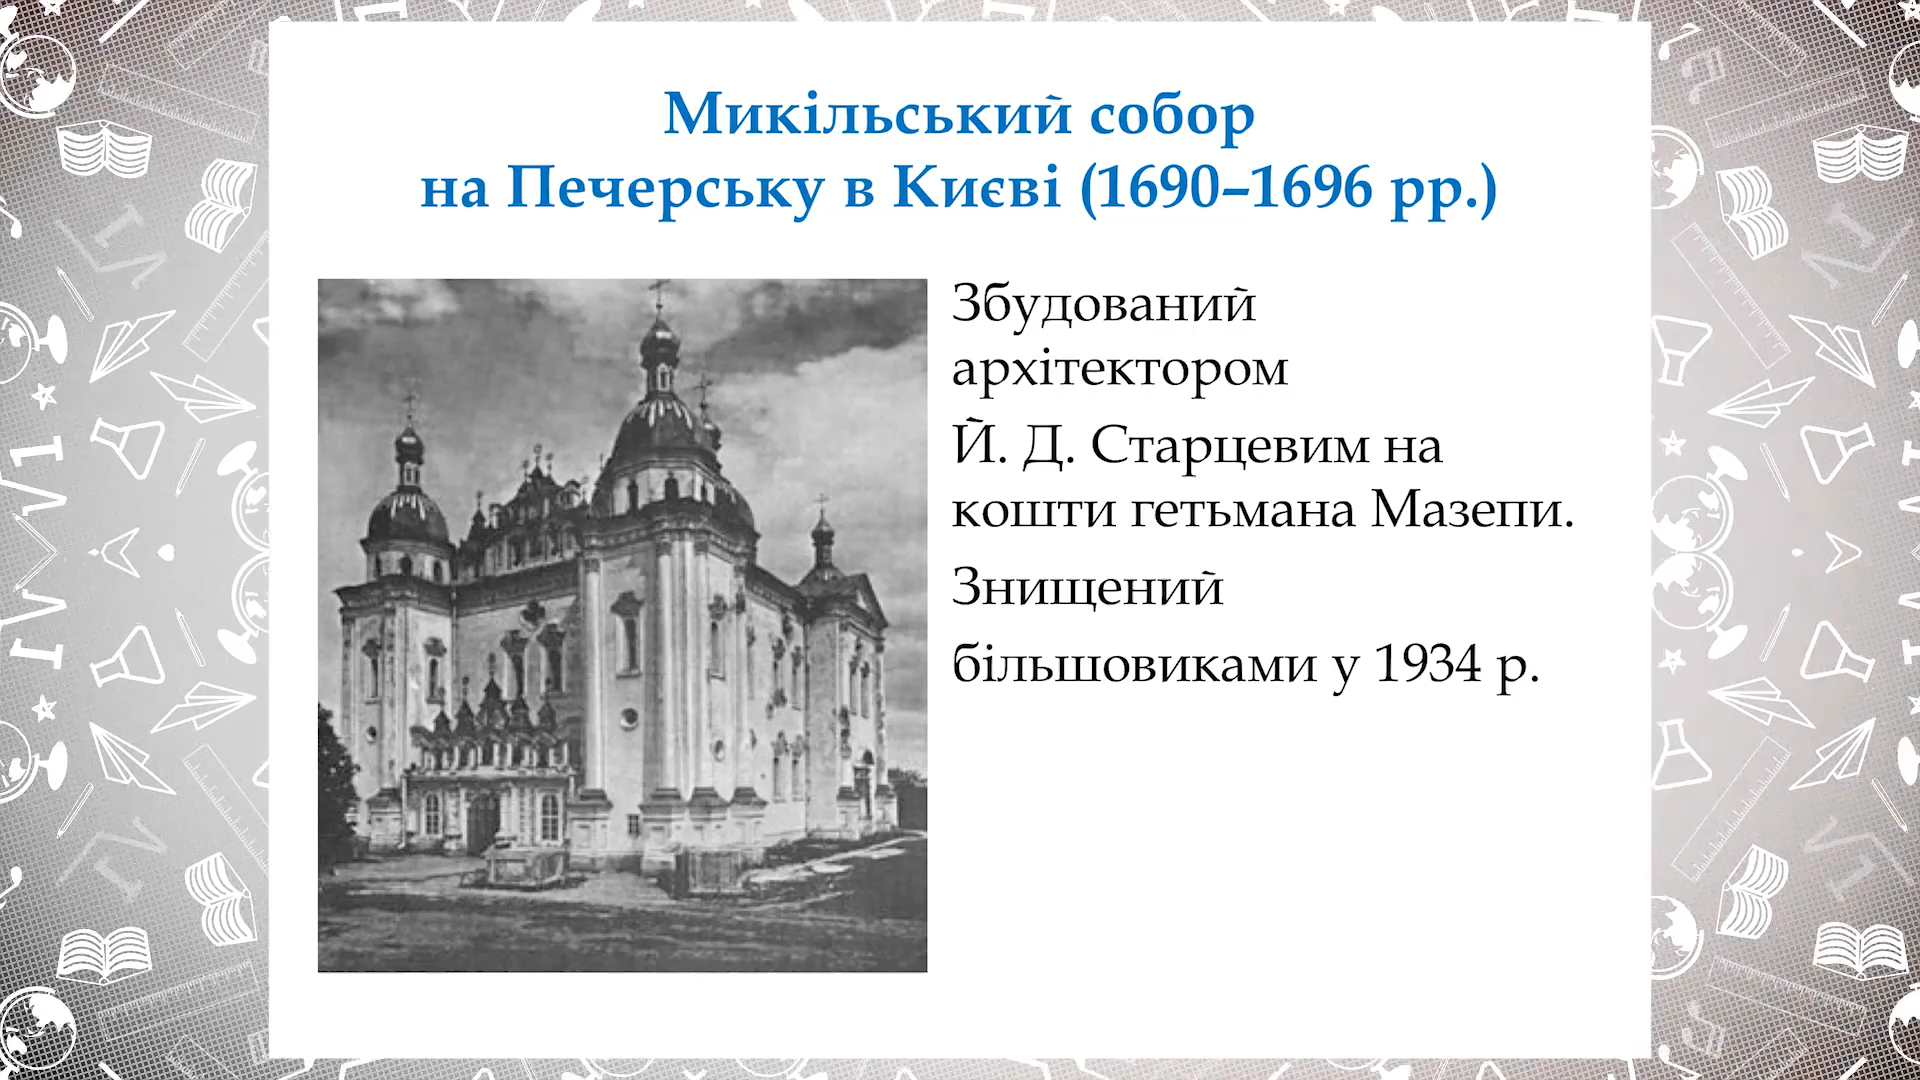 Микільський собор
на Печерську в Києві (1690–1696 рр.)
Збудований
архітектором
Й. Д. Старцевим на
кошти гетьмана Мазепи.
Знищений
більшовиками у 1934 р.